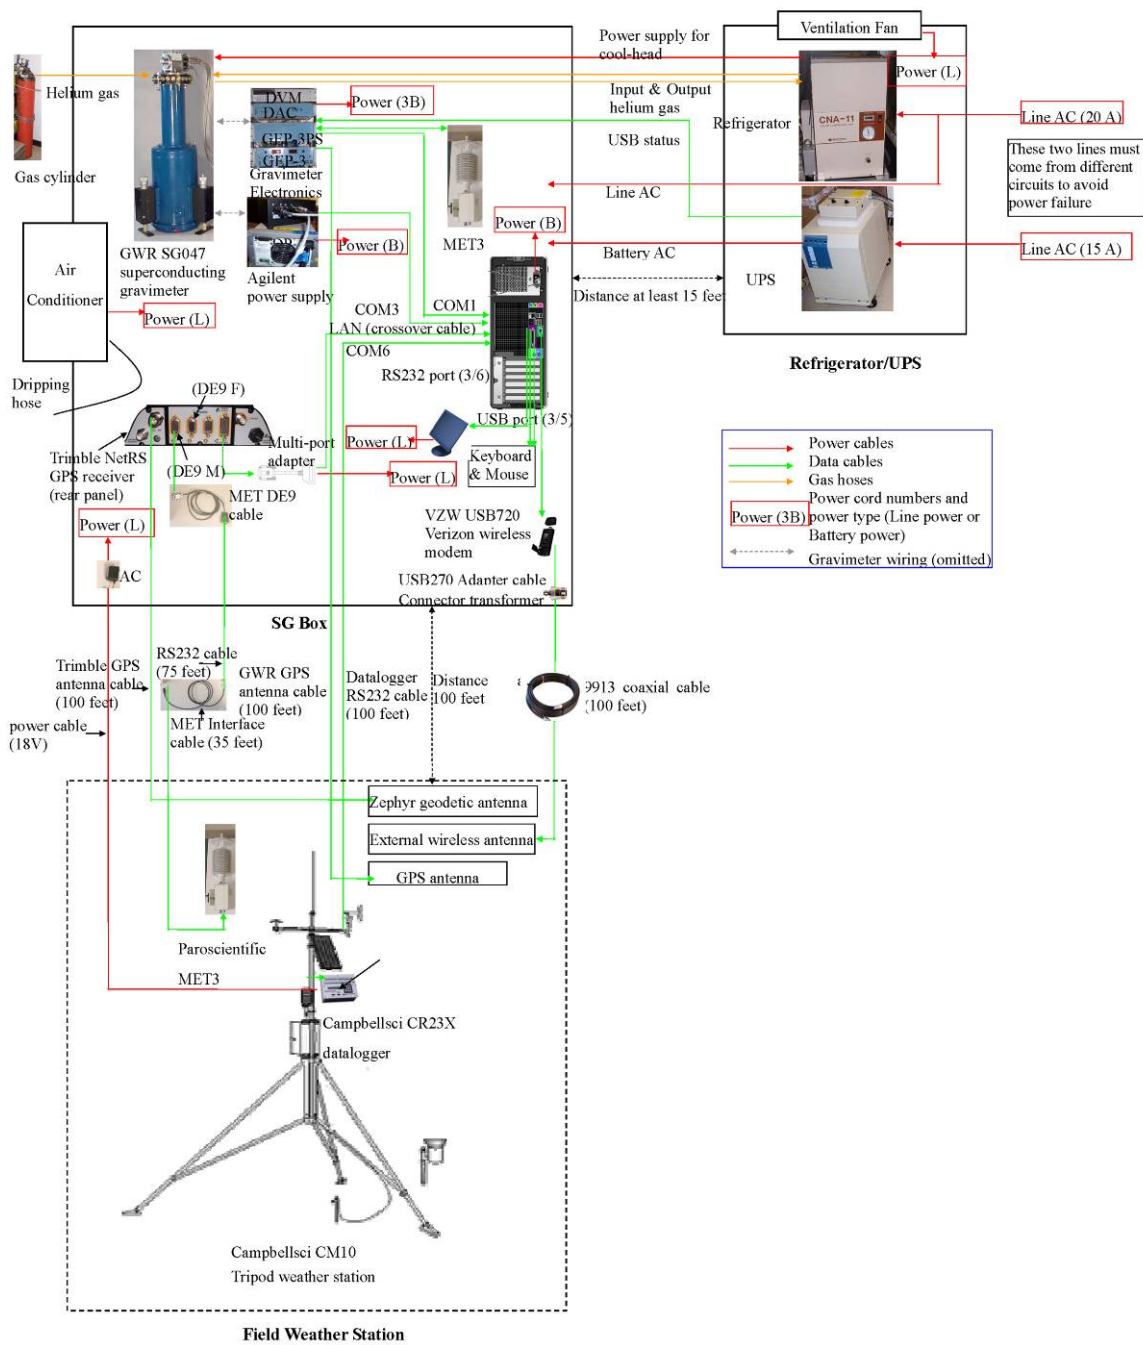 Ventilation Fan
Power supply for
cool-head
Power (L)
Helium gas
DVM
DAC
Power (3B)
Input & Output
helium gas
CNA-11
Refrigerator
Line AC (20 A)
USB status
GEP-3PS
GEP-3
These two lines must
come from different
circuits to avoid
power failure
Gas cylinder
Gravimeter
Electronics
Line AC
Power (B)
MET3
DP
Power (B)
Battery AC
Line AC (15 A)
GWR SG047
superconducting
gravimeter
Air
Conditioner
Agilent
power supply
UPS
Distance at least 15 feet
COM3
COM1
Power (L)
LAN (crossover cable)
COM6
Refrigerator/UPS
RS232 port (3/6)
Dripping
hose
(DE9 F)
USB port (3/5)
Power (L)
Multi-port
adapter
Keyboard
& Mouse
Trimble NetRS
GPS receiver
(rear panel)
(DE9 M)
Power (L)
MET DE9
cable
Power cables
Data cables
Gas hoses
Power (3B)
Power cord numbers and
power type (Line power or
Battery power)
Gravimeter wiring (omitted)
Power (L)
VZW USB720
Verizon wireless
modem
AC
USB270 Adapter cable
Connector transformer
SG Box
Trimble GPS
antenna cable
(100 feet)
RS232 cable
(75 feet)
GWR GPS
antenna cable
(100 feet)
Datalogger
RS232 cable
(100 feet)
Distance
100 feet
9913 coaxial cable
(100 feet)
power cable
(18V)
MET Interface
cable (35 feet)
Zephyr geodetic antenna
External wireless antenna
GPS antenna
Paroscientific
MET3
Campbellsci CR23X
datalogger
Campbellsci CM10
Tripod weather station
Field Weather Station